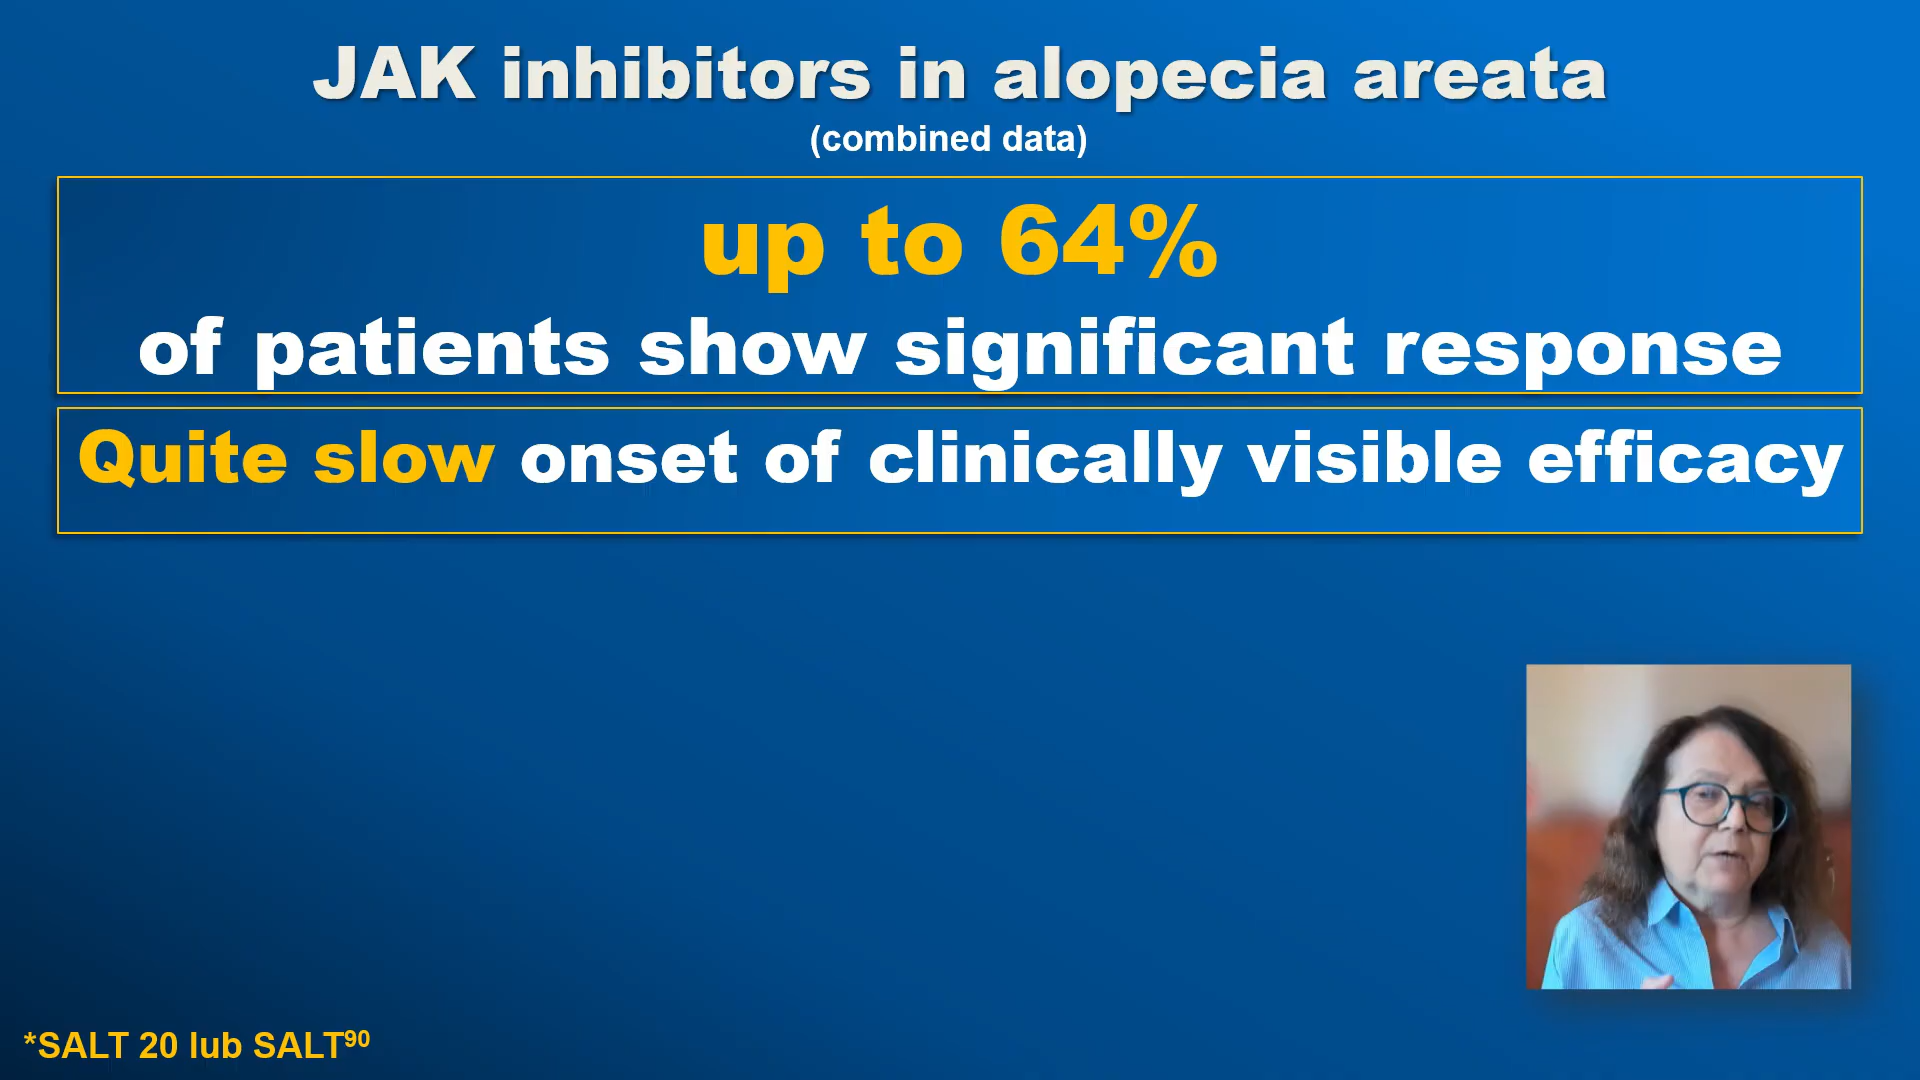 JAK inhibitors in alopecia areata
(combined data)
up to 64%
of patients show significant response
Quite slow onset of clinically visible efficacy
*SALT 20 lub SALT⁹⁰